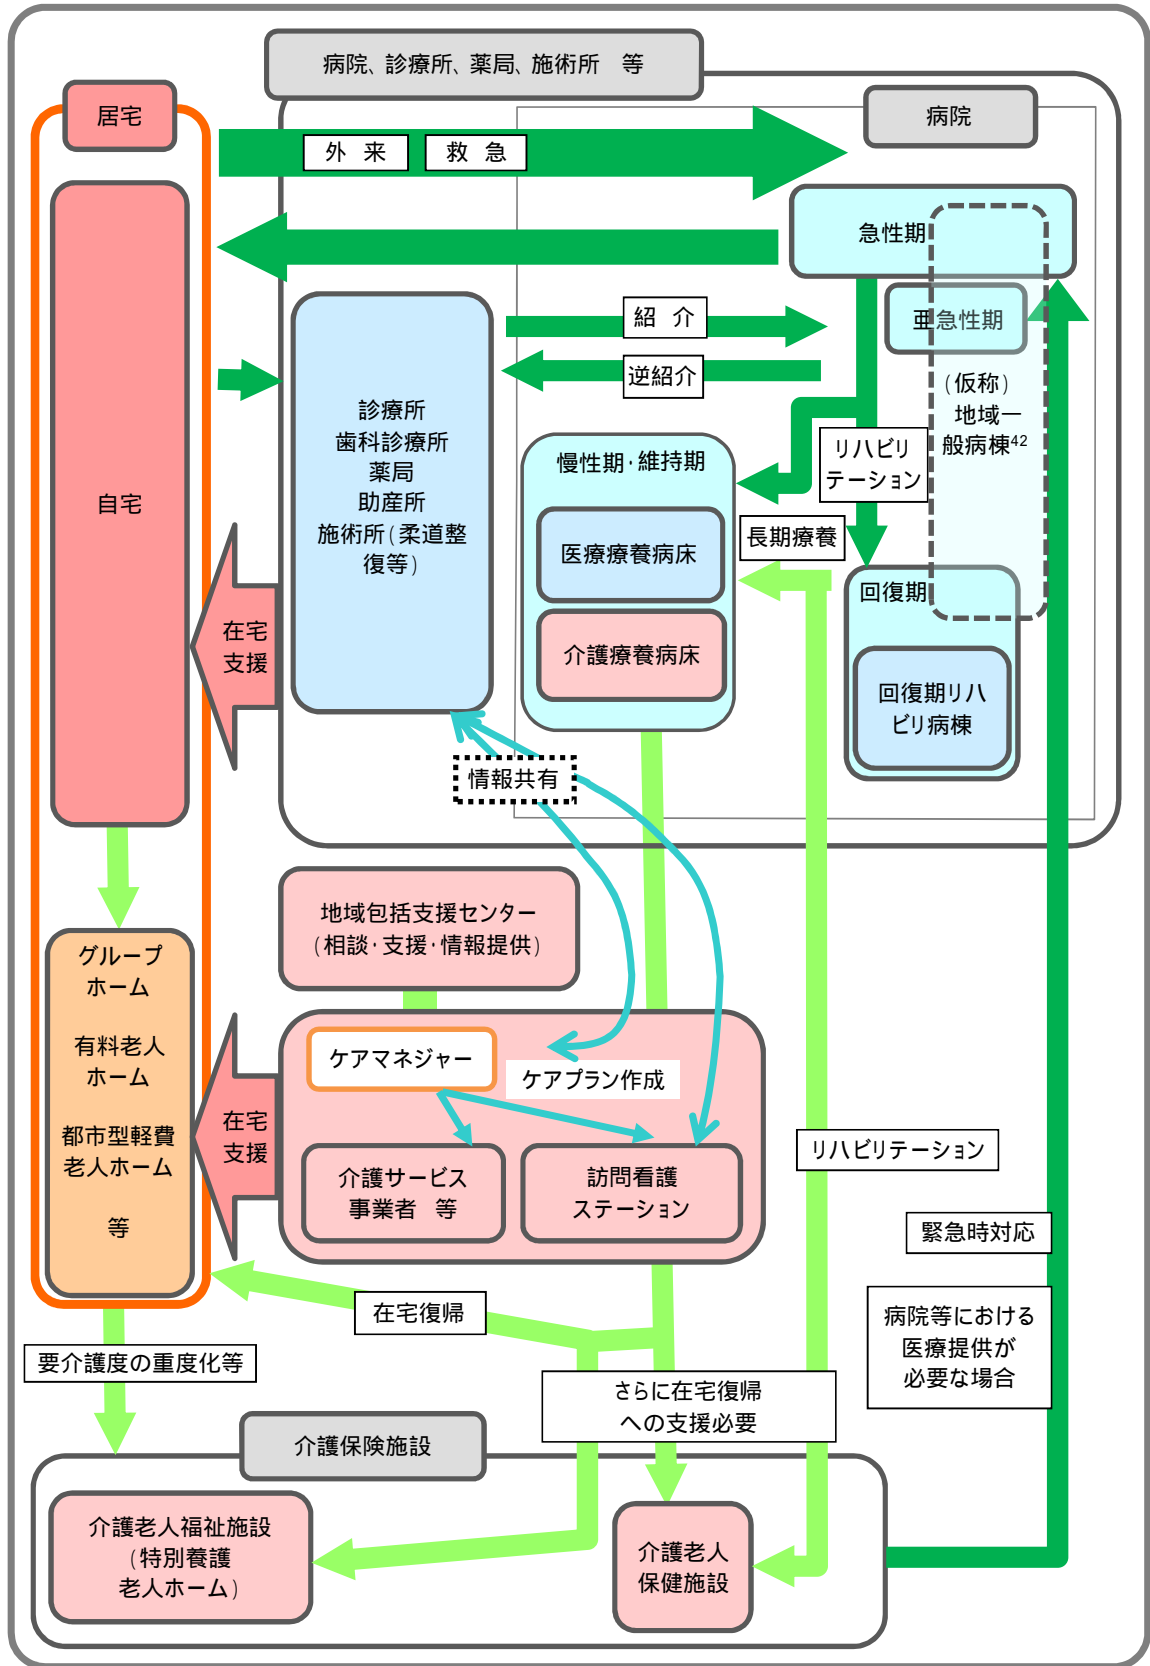 病院、診療所、薬局、施術所　等
居宅
病院
外　来
救　急
急性期
亜急性期
紹　介
逆紹介
（仮称）
地域一
般病棟42
自宅
診療所
歯科診療所
薬局
助産所
施術所（柔道整
復等）
慢性期・維持期
リハビリ
テーション
長期療養
医療療養病床
介護療養病床
回復期
回復期リハ
ビリ病棟
在宅
支援
情報共有
地域包括支援センター
（相談・支援・情報提供）
グループ
ホーム
有料老人
ホーム
都市型軽費
老人ホーム
等
ケアマネジャー
ケアプラン作成
在宅
支援
介護サービス
事業者　等
訪問看護
ステーション
リハビリテーション
緊急時対応
在宅復帰
病院等における
医療提供が
必要な場合
要介護度の重度化等
さらに在宅復帰
への支援必要
介護保険施設
介護老人福祉施設
（特別養護
老人ホーム）
介護老人
保健施設